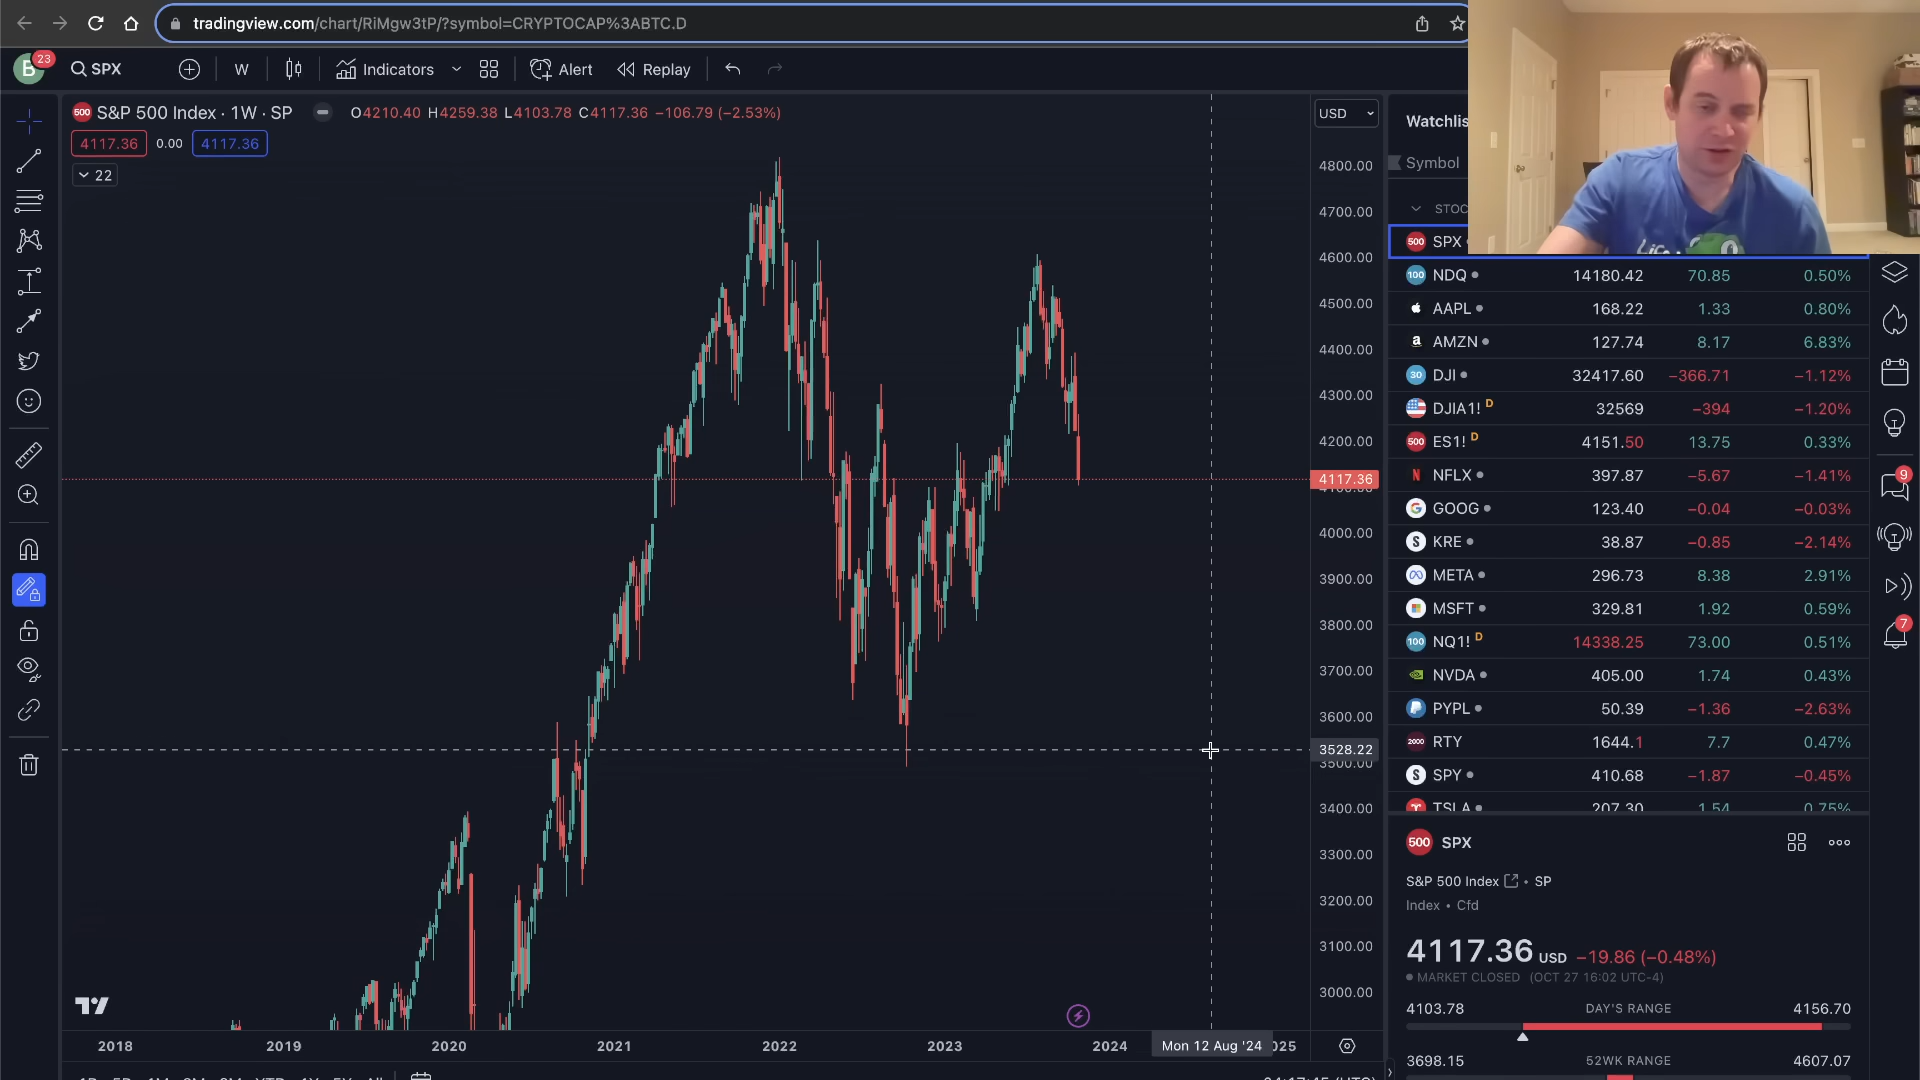 tradingview.com/chart/RiMgw3tP/?symbol=CRYPTOCAP%3ABTC.D
B 23 SPX W Indicators Alert Replay
500 S&P 500 Index · 1W · SP O4210.40 H4259.38 L4103.78 C4117.36 −106.79 (−2.53%)
4117.36 0.00 4117.36
22
USD
4800.00
4700.00
4600.00
4500.00
4400.00
4300.00
4200.00
4117.36
4000.00
3900.00
3800.00
3700.00
3600.00
3528.22
3500.00
3400.00
3300.00
3200.00
3100.00
3000.00
2018 2019 2020 2021 2022 2023 2024 Mon 12 Aug '24
Symbol
500 SPX
100 NDQ 14180.42 70.85 0.50%
AAPL 168.22 1.33 0.80%
AMZN 127.74 8.17 6.83%
30 DJI 32417.60 −366.71 −1.12%
DJIA1! D 32569 −394 −1.20%
500 ES1! D 4151.50 13.75 0.33%
N NFLX 397.87 −5.67 −1.41%
G GOOG 123.40 −0.04 −0.03%
S KRE 38.87 −0.85 −2.14%
META 296.73 8.38 2.91%
MSFT 329.81 1.92 0.59%
100 NQ1! D 14338.25 73.00 0.51%
NVDA 405.00 1.74 0.43%
PYPL 50.39 −1.36 −2.63%
2000 RTY 1644.1 7.7 0.47%
S SPY 410.68 −1.87 −0.45%
TSLA 207.30 1.54 0.75%
9
7
500 SPX
S&P 500 Index • SP
Index • Cfd
4117.36 USD −19.86 (−0.48%)
MARKET CLOSED (OCT 27 16:02 UTC-4)
4103.78 DAY'S RANGE 4156.70
3698.15 52WK RANGE 4607.07